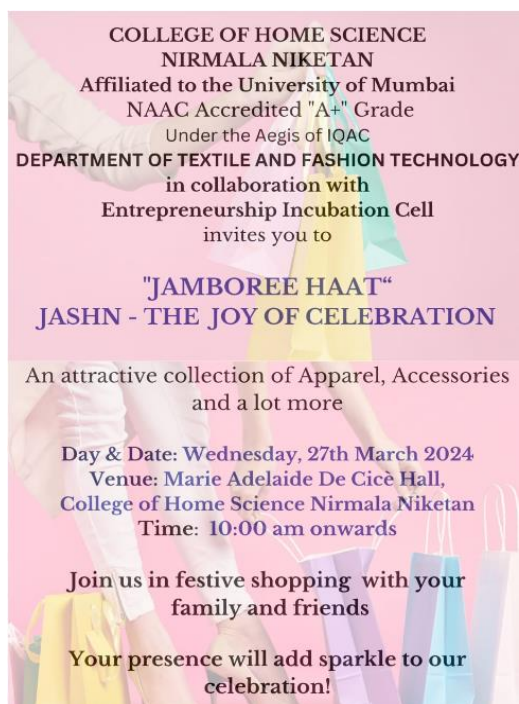 COLLEGE OF HOME SCIENCE
NIRMALA NIKETAN
Affiliated to the University of Mumbai
NAAC Accredited "A+" Grade
Under the Aegis of IQAC
DEPARTMENT OF TEXTILE AND FASHION TECHNOLOGY
in collaboration with
Entrepreneurship Incubation Cell
invites you to
"JAMBOREE HAAT“
JASHN - THE JOY OF CELEBRATION
An attractive collection of Apparel, Accessories
and a lot more
Day & Date: Wednesday, 27th March 2024
Venue: Marie Adelaide De Cicè Hall,
College of Home Science Nirmala Niketan
Time: 10:00 am onwards
Join us in festive shopping with your
family and friends
Your presence will add sparkle to our
celebration!